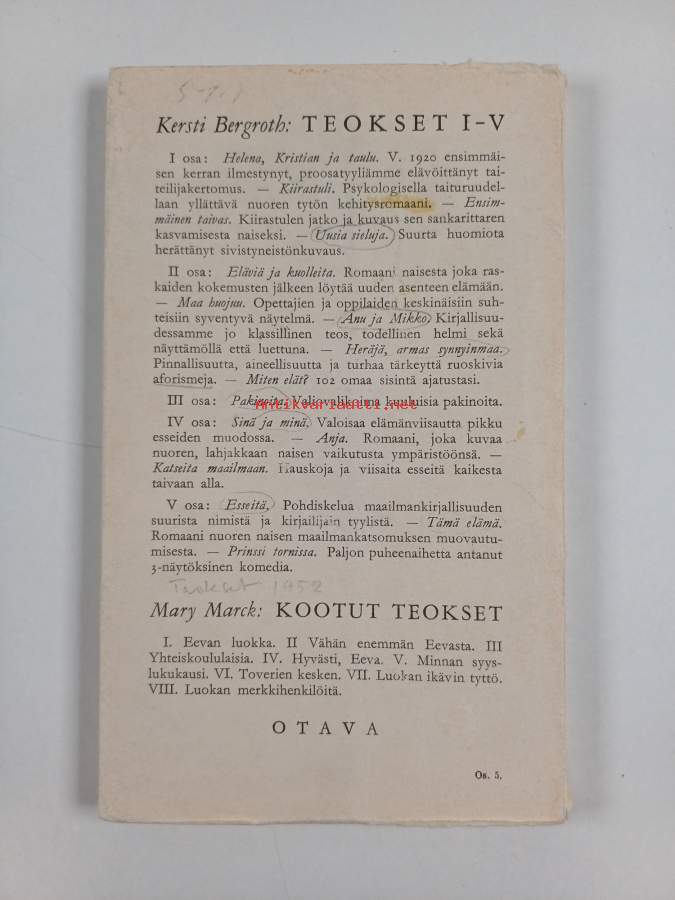 Kersti Bergroth: TEOKSET I–V
I osa: Helena, Kristian ja taulu. V. 1920 ensimmäi-
sen kerran ilmestynyt, proosatyyliämme elävöittänyt tai-
teilijakertomus. — Kiirastuli. Psykologisella taituruudel-
laan yllättävä nuoren tytön kehitysromaani. — Ensim-
mäinen taivas. Kiirastulen jatko ja kuvaus sen sankarittaren
kasvamisesta naiseksi. — Uusia sieluja. Suurta huomiota
herättänyt sivistyneistönkuvaus.
II osa: Eläviä ja kuolleita. Romaani naisesta joka ras-
kaiden kokemusten jälkeen löytää uuden asenteen elämään.
— Maa huojuu. Opettajien ja oppilaiden keskinäisiin suh-
teisiin syventyvä näytelmä. — Anu ja Mikko. Kirjallisuu-
dessamme jo klassillinen teos, todellinen helmi sekä
näyttämöllä että luettuna. — Heräjä, armas synnyinmaa.
Pinnallisuutta, aineellisuutta ja turhaa tärkeyttä ruoskivia
aforismeja. — Miten elät? 102 omaa sisintä ajatustasi.
III osa: Pakinoita. Valiovalikoima kuuluisia pakinoita.
Antikvariaatti.net
IV osa: Sinä ja minä. Valoisaa elämänviisautta pikku
esseiden muodossa. — Anja. Romaani, joka kuvaa
nuoren, lahjakkaan naisen vaikutusta ympäristöönsä. —
Katseita maailmaan. Hauskoja ja viisaita esseitä kaikesta
taivaan alla.
V osa: Esseitä, Pohdiskelua maailmankirjallisuuden
suurista nimistä ja kirjailijain tyylistä. — Tämä elämä.
Romaani nuoren naisen maailmankatsomuksen muovautu-
misesta. — Prinssi tornissa. Paljon puheenaihetta antanut
3-näytöksinen komedia.
Teokset 1952
Mary Marck: KOOTUT TEOKSET
I. Eevan luokka. II Vähän enemmän Eevasta. III
Yhteiskoululaisia. IV. Hyvästi, Eeva. V. Minnan syys-
lukukausi. VI. Toverien kesken. VII. Luokan ikävin tyttö.
VIII. Luokan merkkihenkilöitä.
OTAVA
Os. 5.